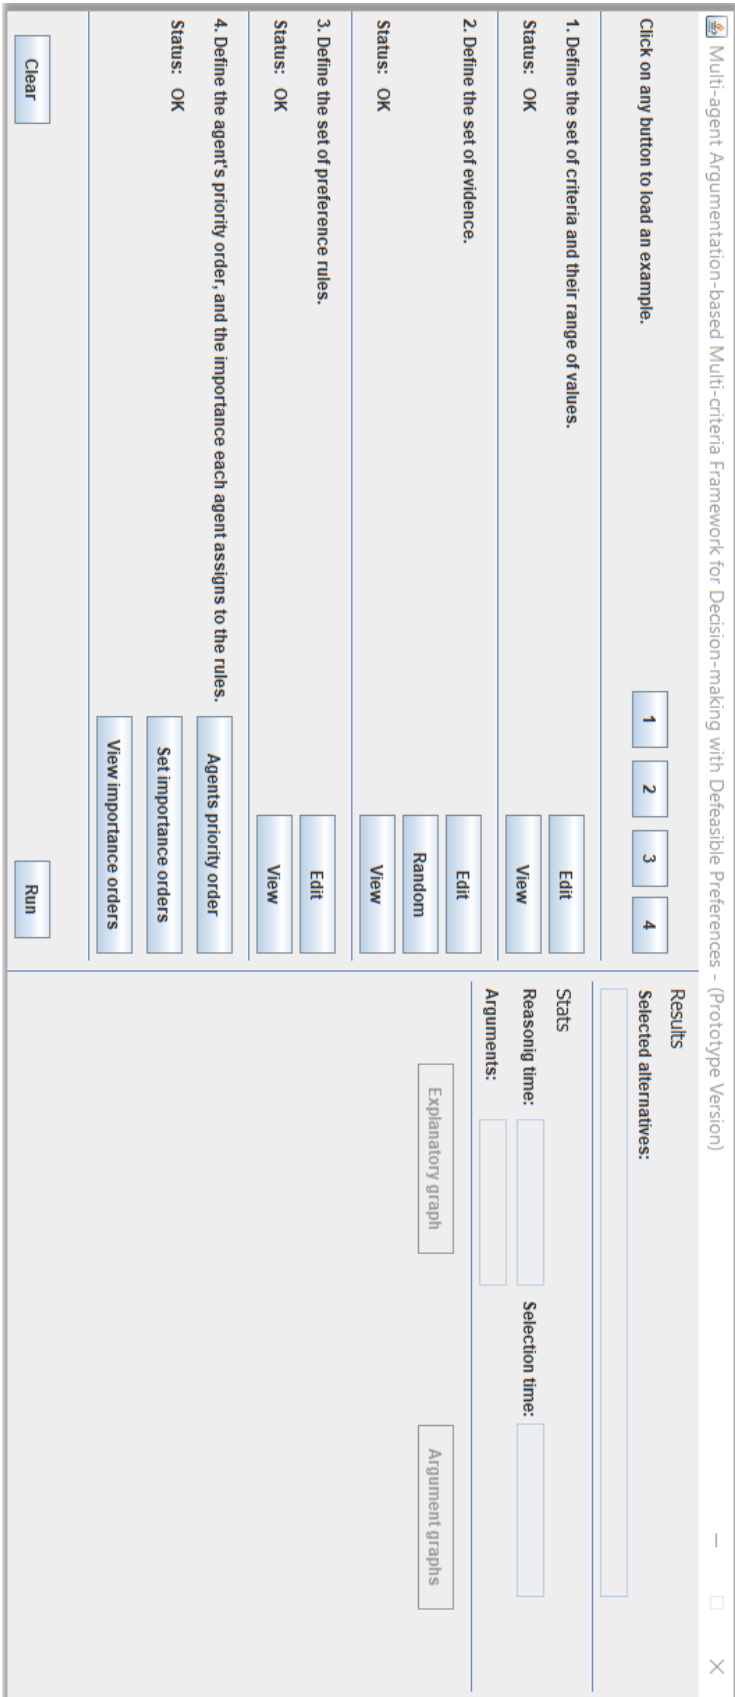 Multi-agent Argumentation-based Multi-criteria Framework for Decision-making with Defeasible Preferences - (Prototype Version)
Click on any button to load an example.
1
2
3
4
1. Define the set of criteria and their range of values.
Edit
Status: OK
View
2. Define the set of evidence.
Edit
Random
Status: OK
View
3. Define the set of preference rules.
Edit
Status: OK
View
4. Define the agent's priority order, and the importance each agent assigns to the rules.
Agents priority order
Status: OK
Set importance orders
View importance orders
Clear
Run
Results
Selected alternatives:
Stats
Reasonig time:
Selection time:
Arguments:
Explanatory graph
Argument graphs